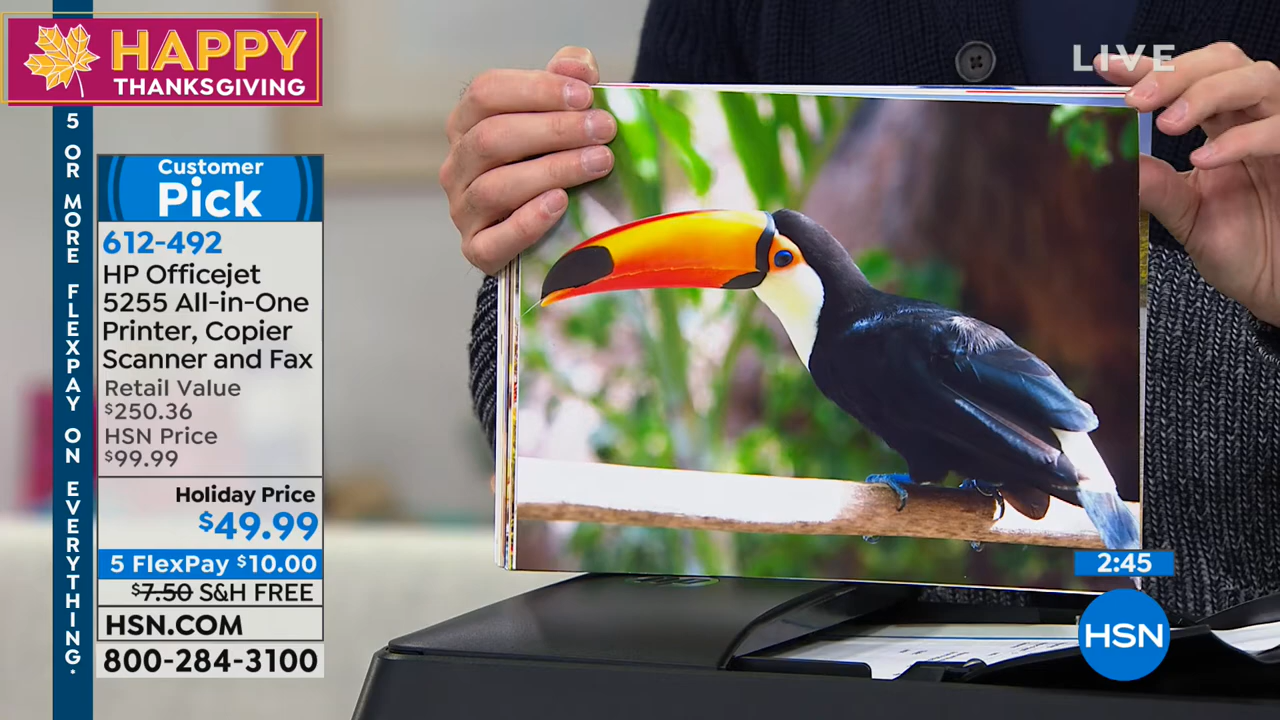 HAPPY
THANKSGIVING
5 OR MORE FLEXPAY ON EVERYTHING.
Customer
Pick
612-492
HP Officejet
5255 All-in-One
Printer, Copier
Scanner and Fax
Retail Value
$250.36
HSN Price
$99.99
Holiday Price
$49.99
5 FlexPay $10.00
$7.50 S&H FREE
HSN.COM
800-284-3100
LIVE
2:45
HSN